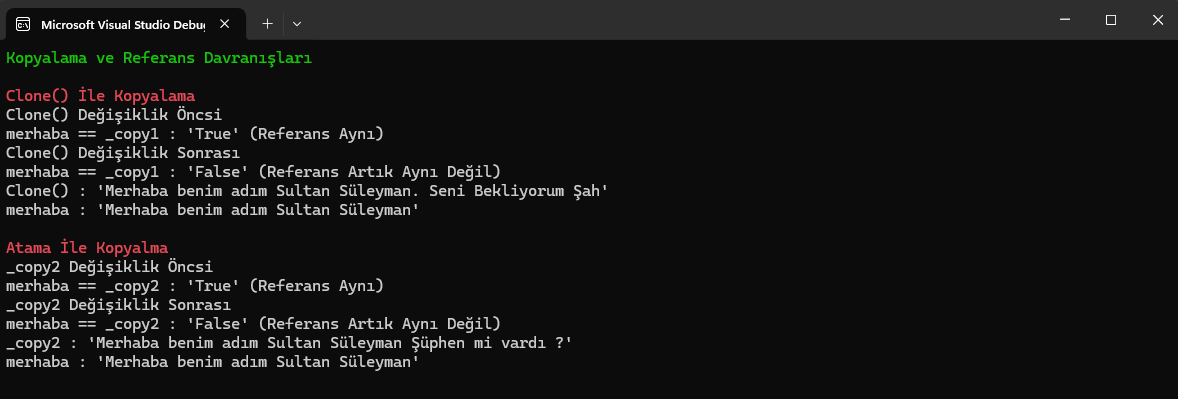 Microsoft Visual Studio Debug
Kopyalama ve Referans Davranışları
Clone() İle Kopyalama
Clone() Değişiklik Öncsi
merhaba == _copy1 : 'True' (Referans Aynı)
Clone() Değişiklik Sonrası
merhaba == _copy1 : 'False' (Referans Artık Aynı Değil)
Clone() : 'Merhaba benim adım Sultan Süleyman. Seni Bekliyorum Şah'
merhaba : 'Merhaba benim adım Sultan Süleyman'
Atama İle Kopyalma
_copy2 Değişiklik Öncsi
merhaba == _copy2 : 'True' (Referans Aynı)
_copy2 Değişiklik Sonrası
merhaba == _copy2 : 'False' (Referans Artık Aynı Değil)
_copy2 : 'Merhaba benim adım Sultan Süleyman Şüphen mi vardı ?'
merhaba : 'Merhaba benim adım Sultan Süleyman'